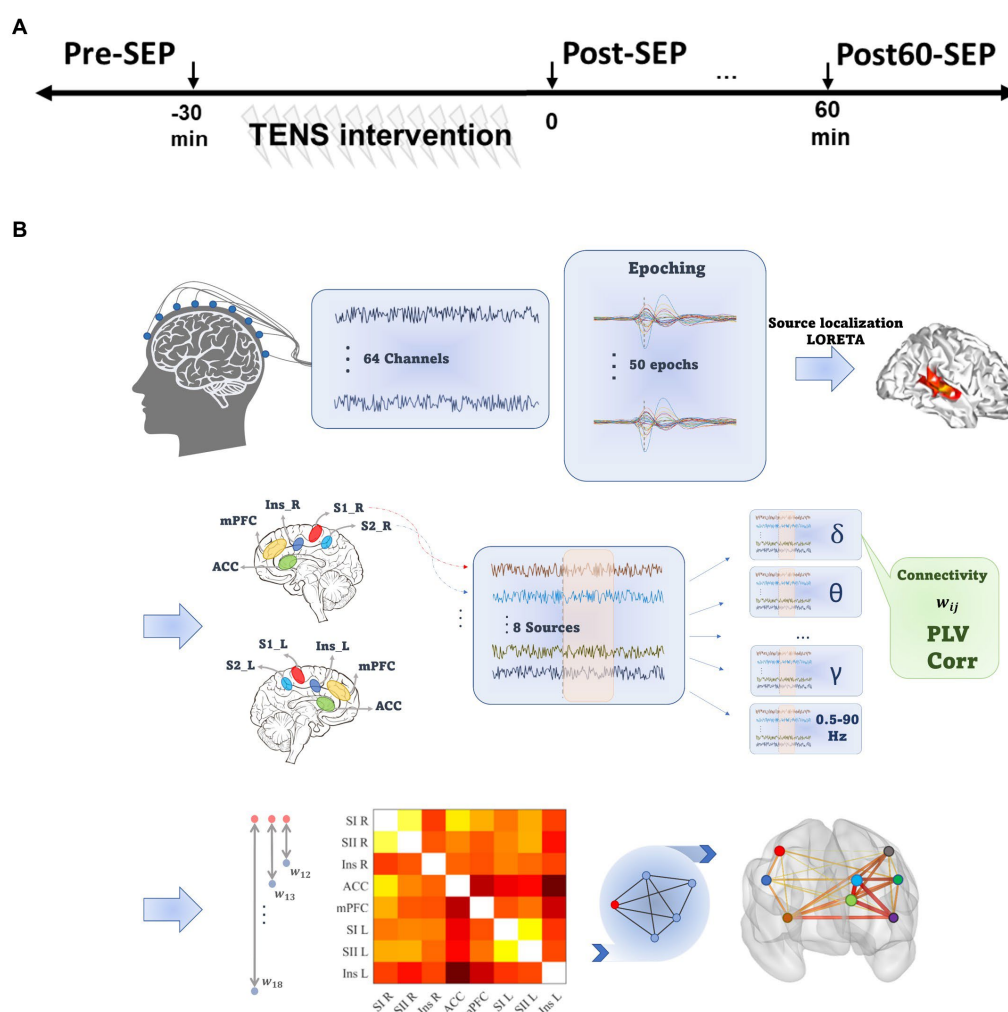 A
Pre-SEP
Post-SEP
...
Post60-SEP
-30
min
TENS intervention
0
60
min
B
Epoching
64 Channels
50 epochs
Source localization
LORETA
Ins_R
S1_R
mPFC
S2_R
ACC
S1_L
Ins_L
S2_L
mPFC
ACC
8 Sources
δ
θ
...
γ
0.5-90
Hz
Connectivity
w_ij
PLV
Corr
w_12
w_13
w_18
SI R
SII R
Ins R
ACC
mPFC
SI L
SII L
Ins L
SI R
SII R
Ins R
ACC
mPFC
SI L
SII L
Ins L